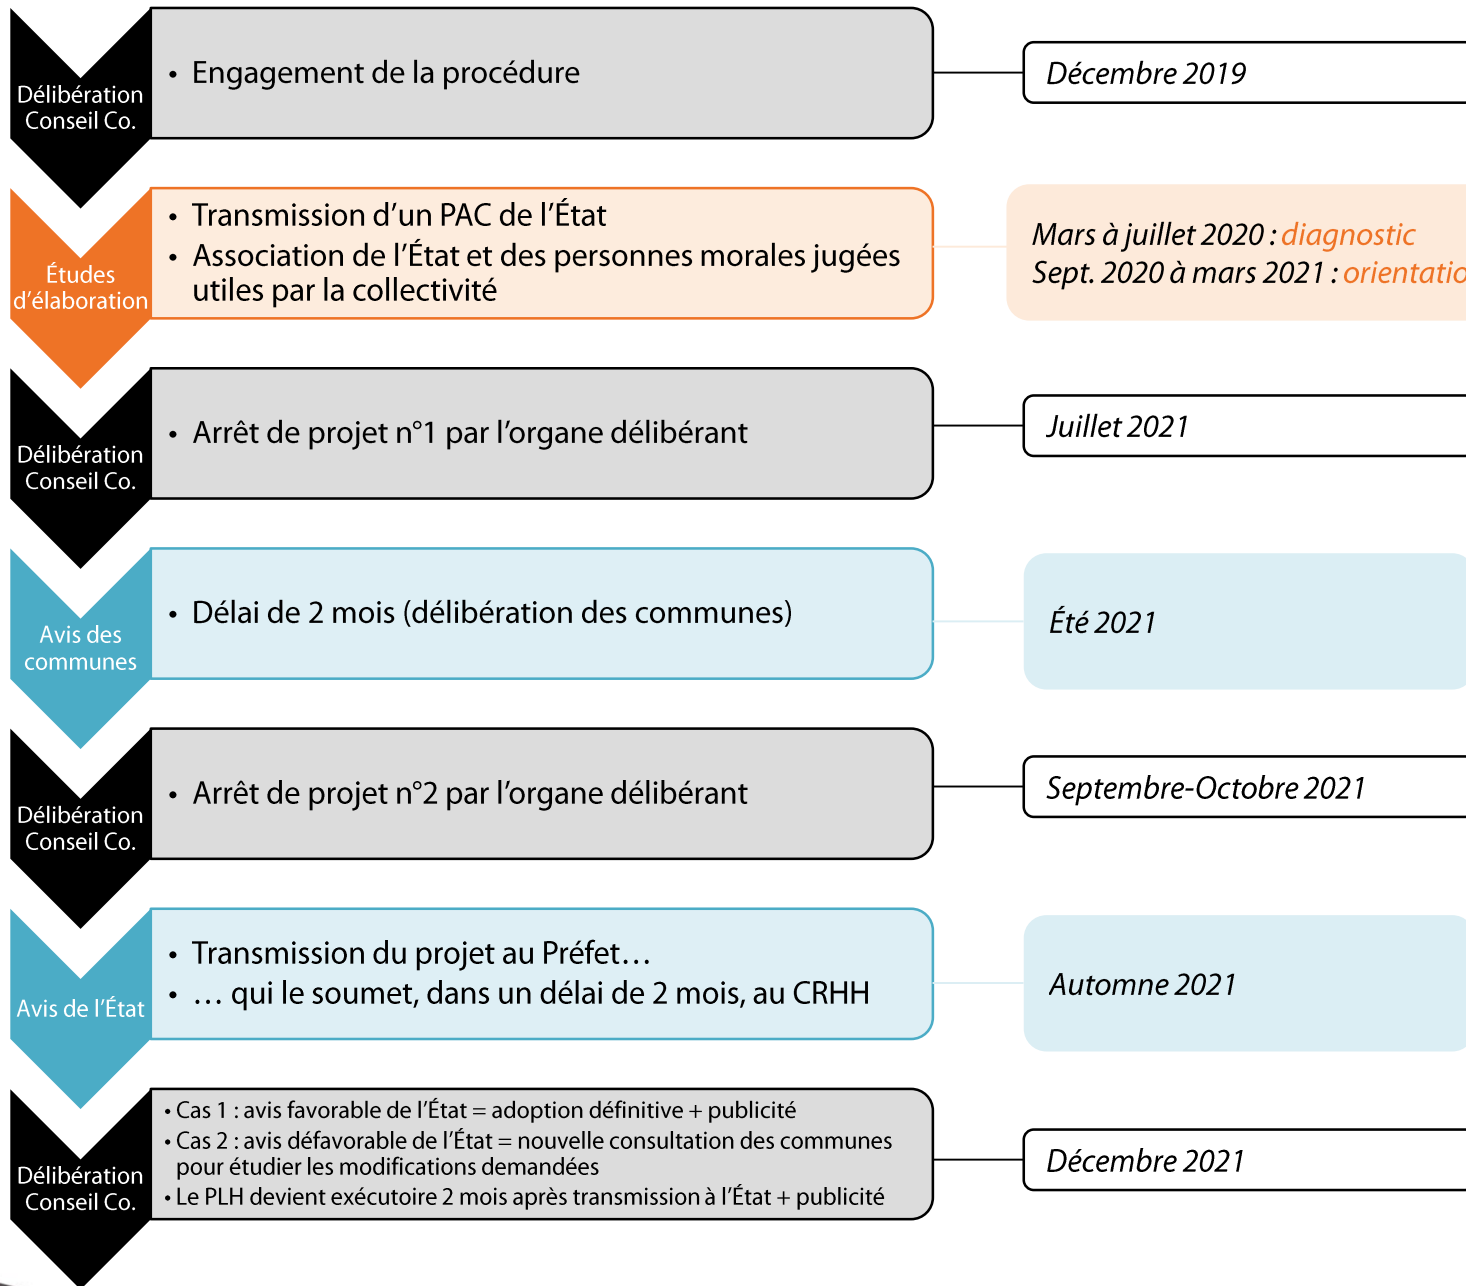 Délibération
Conseil Co.
• Engagement de la procédure
Décembre 2019
Études
d’élaboration
• Transmission d’un PAC de l’État
• Association de l’État et des personnes morales jugées
utiles par la collectivité
Mars à juillet 2020 : diagnostic
Sept. 2020 à mars 2021 : orientatio
Délibération
Conseil Co.
• Arrêt de projet n°1 par l’organe délibérant
Juillet 2021
Avis des
communes
• Délai de 2 mois (délibération des communes)
Été 2021
Délibération
Conseil Co.
• Arrêt de projet n°2 par l’organe délibérant
Septembre-Octobre 2021
Avis de l’État
• Transmission du projet au Préfet…
• … qui le soumet, dans un délai de 2 mois, au CRHH
Automne 2021
Délibération
Conseil Co.
• Cas 1 : avis favorable de l’État = adoption définitive + publicité
• Cas 2 : avis défavorable de l’État = nouvelle consultation des communes
pour étudier les modifications demandées
• Le PLH devient exécutoire 2 mois après transmission à l’État + publicité
Décembre 2021